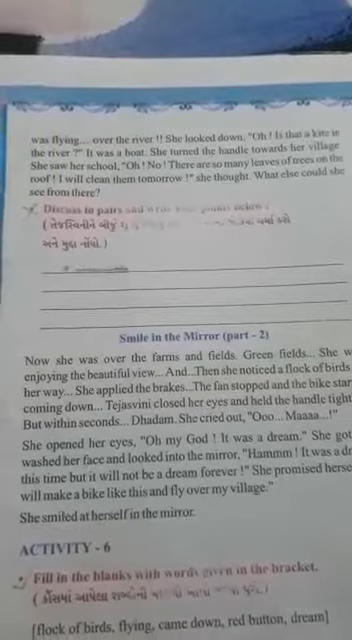 was flying.... over the river !! She looked down, "Oh ! Is that a kite in
the river ?" It was a boat. She turned the handle towards her village
She saw her school, "Oh ! No ! There are so many leaves of trees on the
roof ! I will clean them tomorrow !" she thought. What else could she
see from there?
Discuss in pairs and write your points below :
ચર્ચા કરો
અને મુદ્દા નોંધો. )
Smile in the Mirror (part - 2)
Now she was over the farms and fields. Green fields... She w
enjoying the beautiful view... And...Then she noticed a flock of birds
her way... She applied the brakes...The fan stopped and the bike star
coming down... Tejasvini closed her eyes and held the handle tight
But within seconds... Dhadam. She cried out, "Ooo... Maaaa...!"
She opened her eyes, "Oh my God ! It was a dream." She got
washed her face and looked into the mirror, "Hammm ! It was a dr
this time but it will not be a dream forever !" She promised herse
will make a bike like this and fly over my village."
She smiled at herself in the mirror.
ACTIVITY - 6
Fill in the blanks with words given in the bracket.
( કૌંસમાં આપેલા શબ્દોની
[flock of birds, flying, came down, red button, dream]